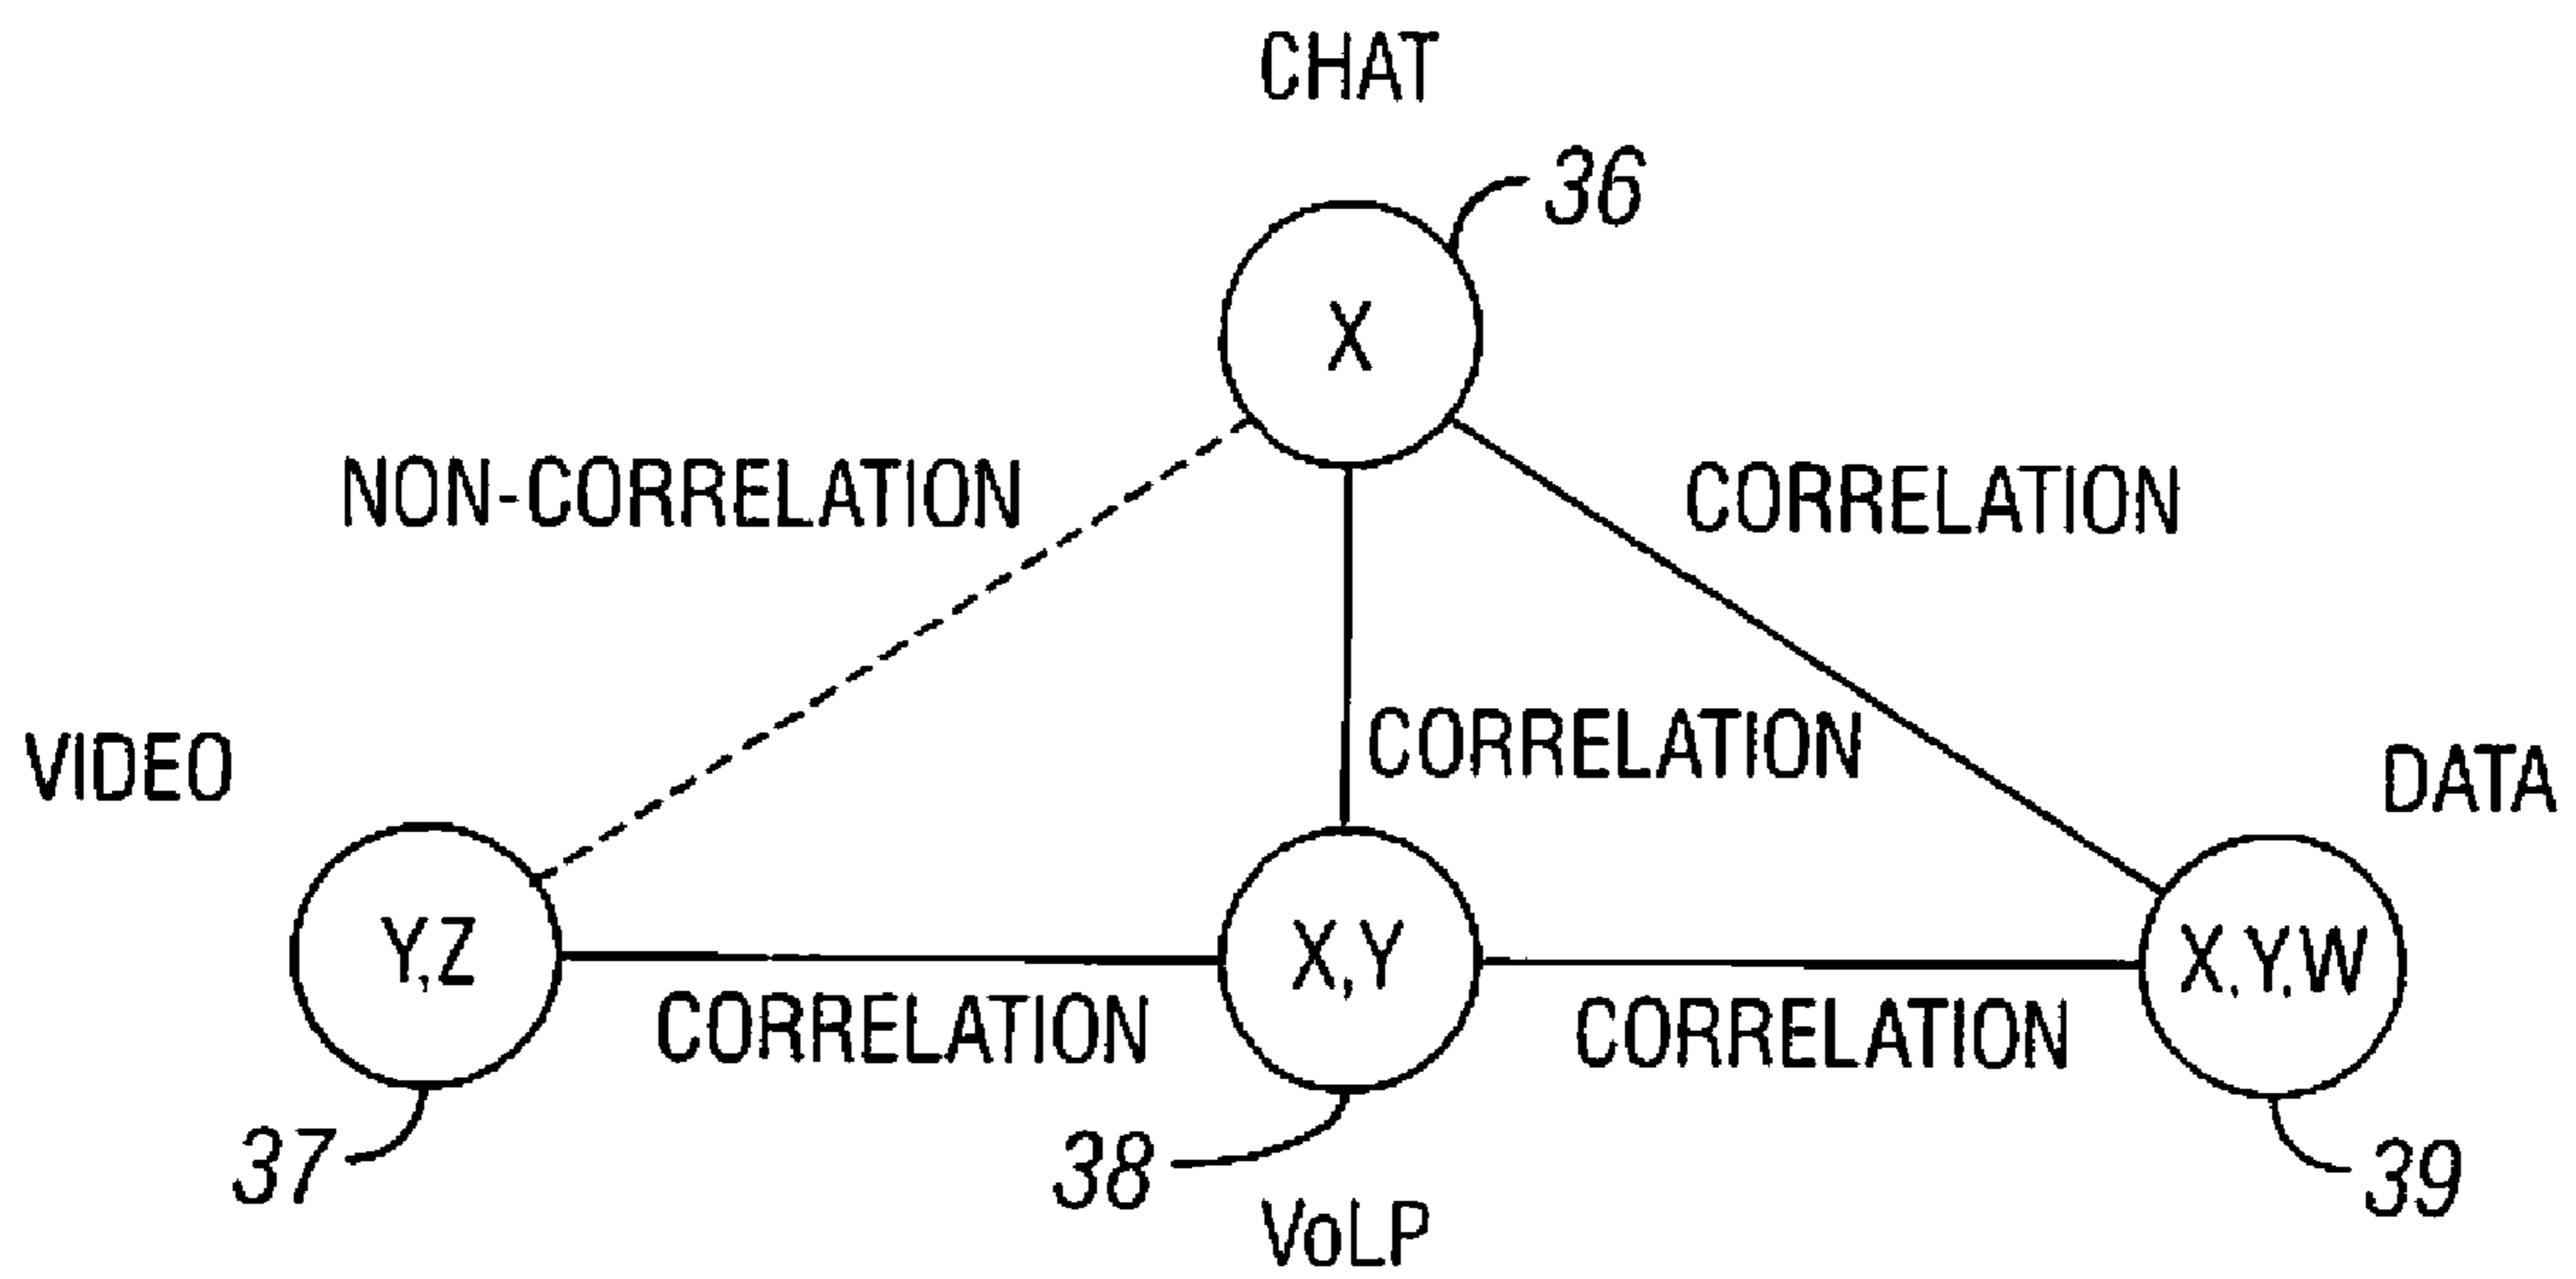 CHAT
36
X
NON-CORRELATION
CORRELATION
CORRELATION
VIDEO
DATA
Y,Z
X,Y
X,Y,W
CORRELATION
CORRELATION
37
38
39
VoLP